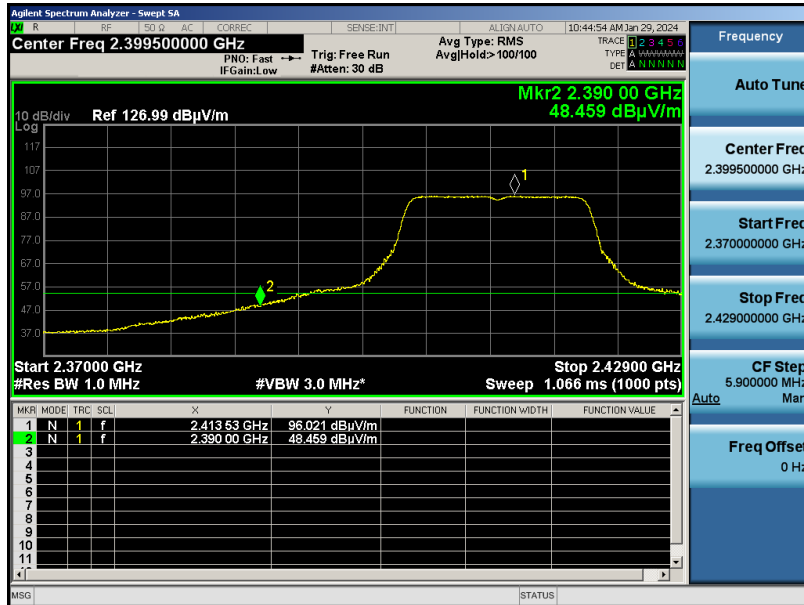 Agilent Spectrum Analyzer - Swept SA
LXI R RF 50 Ω AC CORREC SENSE:INT ALIGN AUTO 10:44:54 AM Jan 29, 2024
Center Freq 2.399500000 GHz
PNO: Fast
IFGain:Low
Trig: Free Run
#Atten: 30 dB
Avg Type: RMS
Avg|Hold:>100/100
TRACE 1 2 3 4 5 6
TYPE A WWWWW
DET A N N N N N
Mkr2 2.390 00 GHz
48.459 dBµV/m
10 dB/div Ref 126.99 dBµV/m
Log
117
107
97.0
87.0
77.0
67.0
57.0
47.0
37.0
1
2
Start 2.37000 GHz Stop 2.42900 GHz
#Res BW 1.0 MHz #VBW 3.0 MHz* Sweep 1.066 ms (1000 pts)
MKR MODE TRC SCL X Y FUNCTION FUNCTION WIDTH FUNCTION VALUE
1 N 1 f 2.413 53 GHz 96.021 dBµV/m
2 N 1 f 2.390 00 GHz 48.459 dBµV/m
3
4
5
6
7
8
9
10
11
MSG STATUS
Frequency
Auto Tune
Center Freq
2.399500000 GHz
Start Freq
2.370000000 GHz
Stop Freq
2.429000000 GHz
CF Step
5.900000 MHz
Auto Man
Freq Offset
0 Hz